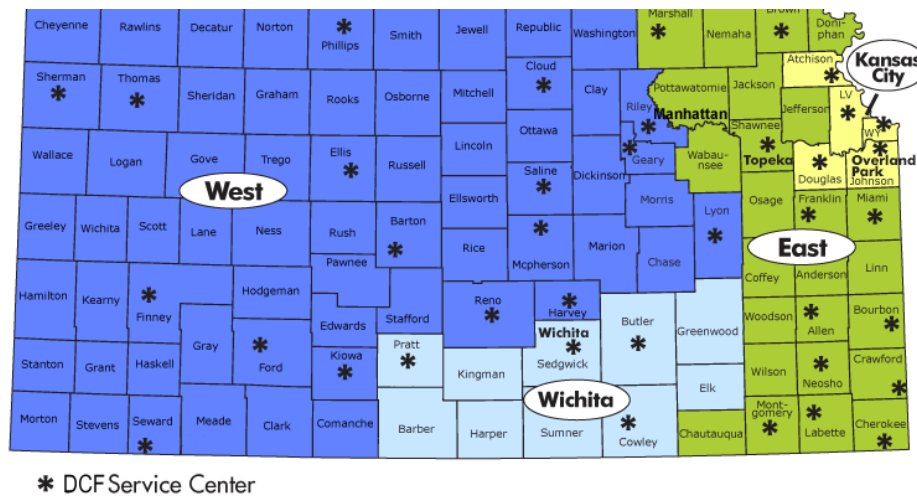 Cheyenne
Rawlins
Decatur
Norton
Phillips
Smith
Jewell
Republic
Washington
Marshall
Nemaha
Brown
Doni-
phan
Sherman
Thomas
Sheridan
Graham
Rooks
Osborne
Mitchell
Cloud
Clay
Riley
Pottawatomie
Manhattan
Jackson
Atchison
Kansas
City
Jefferson
LV
WY
Wallace
Logan
Gove
Trego
Ellis
Russell
Lincoln
Ottawa
Saline
Dickinson
Geary
Wabaun-
see
Shawnee
Topeka
Douglas
Overland
Park
Johnson
West
Ellsworth
Morris
Lyon
Osage
Franklin
Miami
East
Greeley
Wichita
Scott
Lane
Ness
Rush
Barton
Rice
Mcpherson
Marion
Chase
Coffey
Anderson
Linn
Pawnee
Hamilton
Kearny
Finney
Hodgeman
Stafford
Reno
Harvey
Butler
Greenwood
Woodson
Allen
Bourbon
Gray
Ford
Edwards
Kiowa
Pratt
Kingman
Wichita
Sedgwick
Elk
Wilson
Neosho
Crawford
Stanton
Grant
Haskell
Wichita
Morton
Stevens
Seward
Meade
Clark
Comanche
Barber
Harper
Sumner
Cowley
Chautauqua
Mont-
gomery
Labette
Cherokee
DCF Service Center